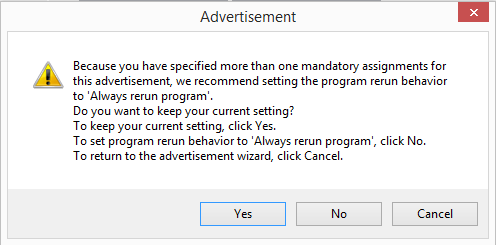 Advertisement
Because you have specified more than one mandatory assignments for
this advertisement, we recommend setting the program rerun behavior
to 'Always rerun program'.
Do you want to keep your current setting?
To keep your current setting, click Yes.
To set program rerun behavior to 'Always rerun program', click No.
To return to the advertisement wizard, click Cancel.
Yes
No
Cancel